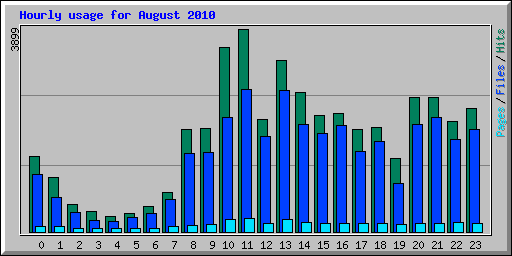 Hourly usage for August 2010
3899
Pages/Files/Hits
0 1 2 3 4 5 6 7 8 9 10 11 12 13 14 15 16 17 18 19 20 21 22 23